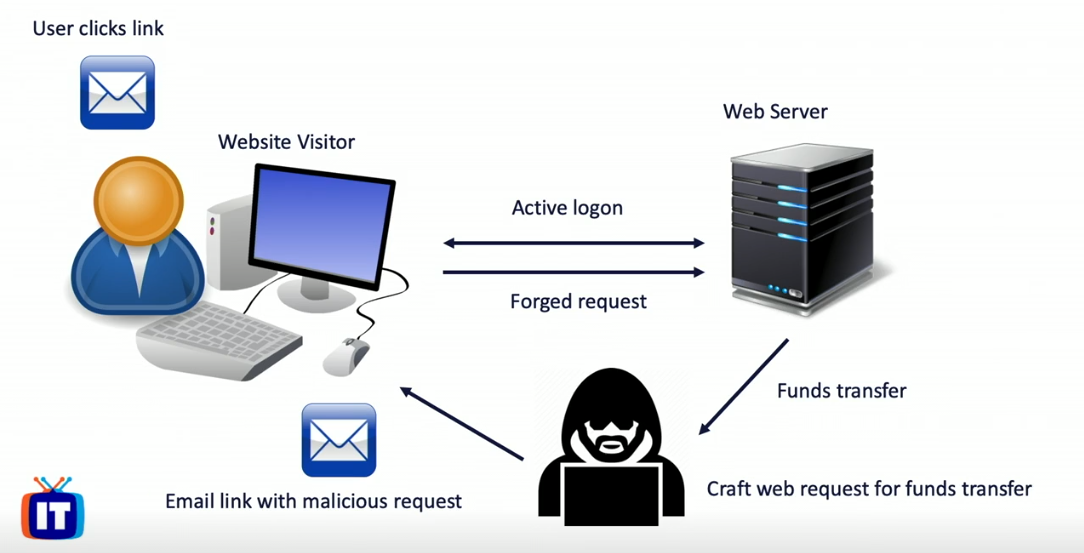 User clicks link
Website Visitor
Web Server
Active logon
Forged request
Funds transfer
Craft web request for funds transfer
Email link with malicious request
IT